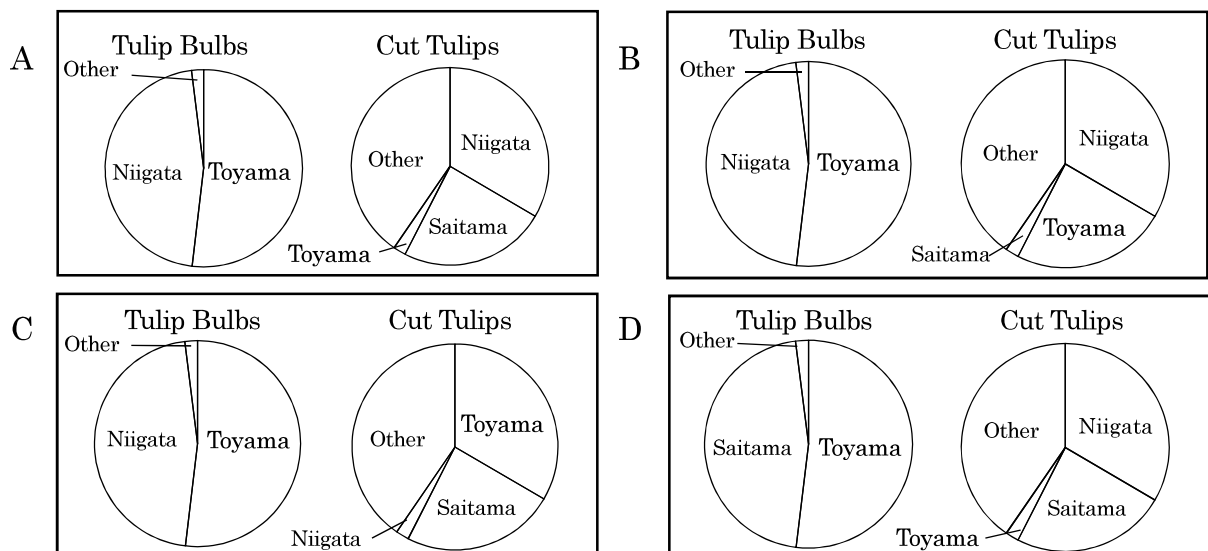 A
Tulip Bulbs
Other
Niigata
Toyama
Cut Tulips
Other
Niigata
Saitama
Toyama
B
Tulip Bulbs
Other
Niigata
Toyama
Cut Tulips
Other
Niigata
Toyama
Saitama
C
Tulip Bulbs
Other
Niigata
Toyama
Cut Tulips
Other
Toyama
Saitama
Niigata
D
Tulip Bulbs
Other
Saitama
Toyama
Cut Tulips
Other
Niigata
Saitama
Toyama